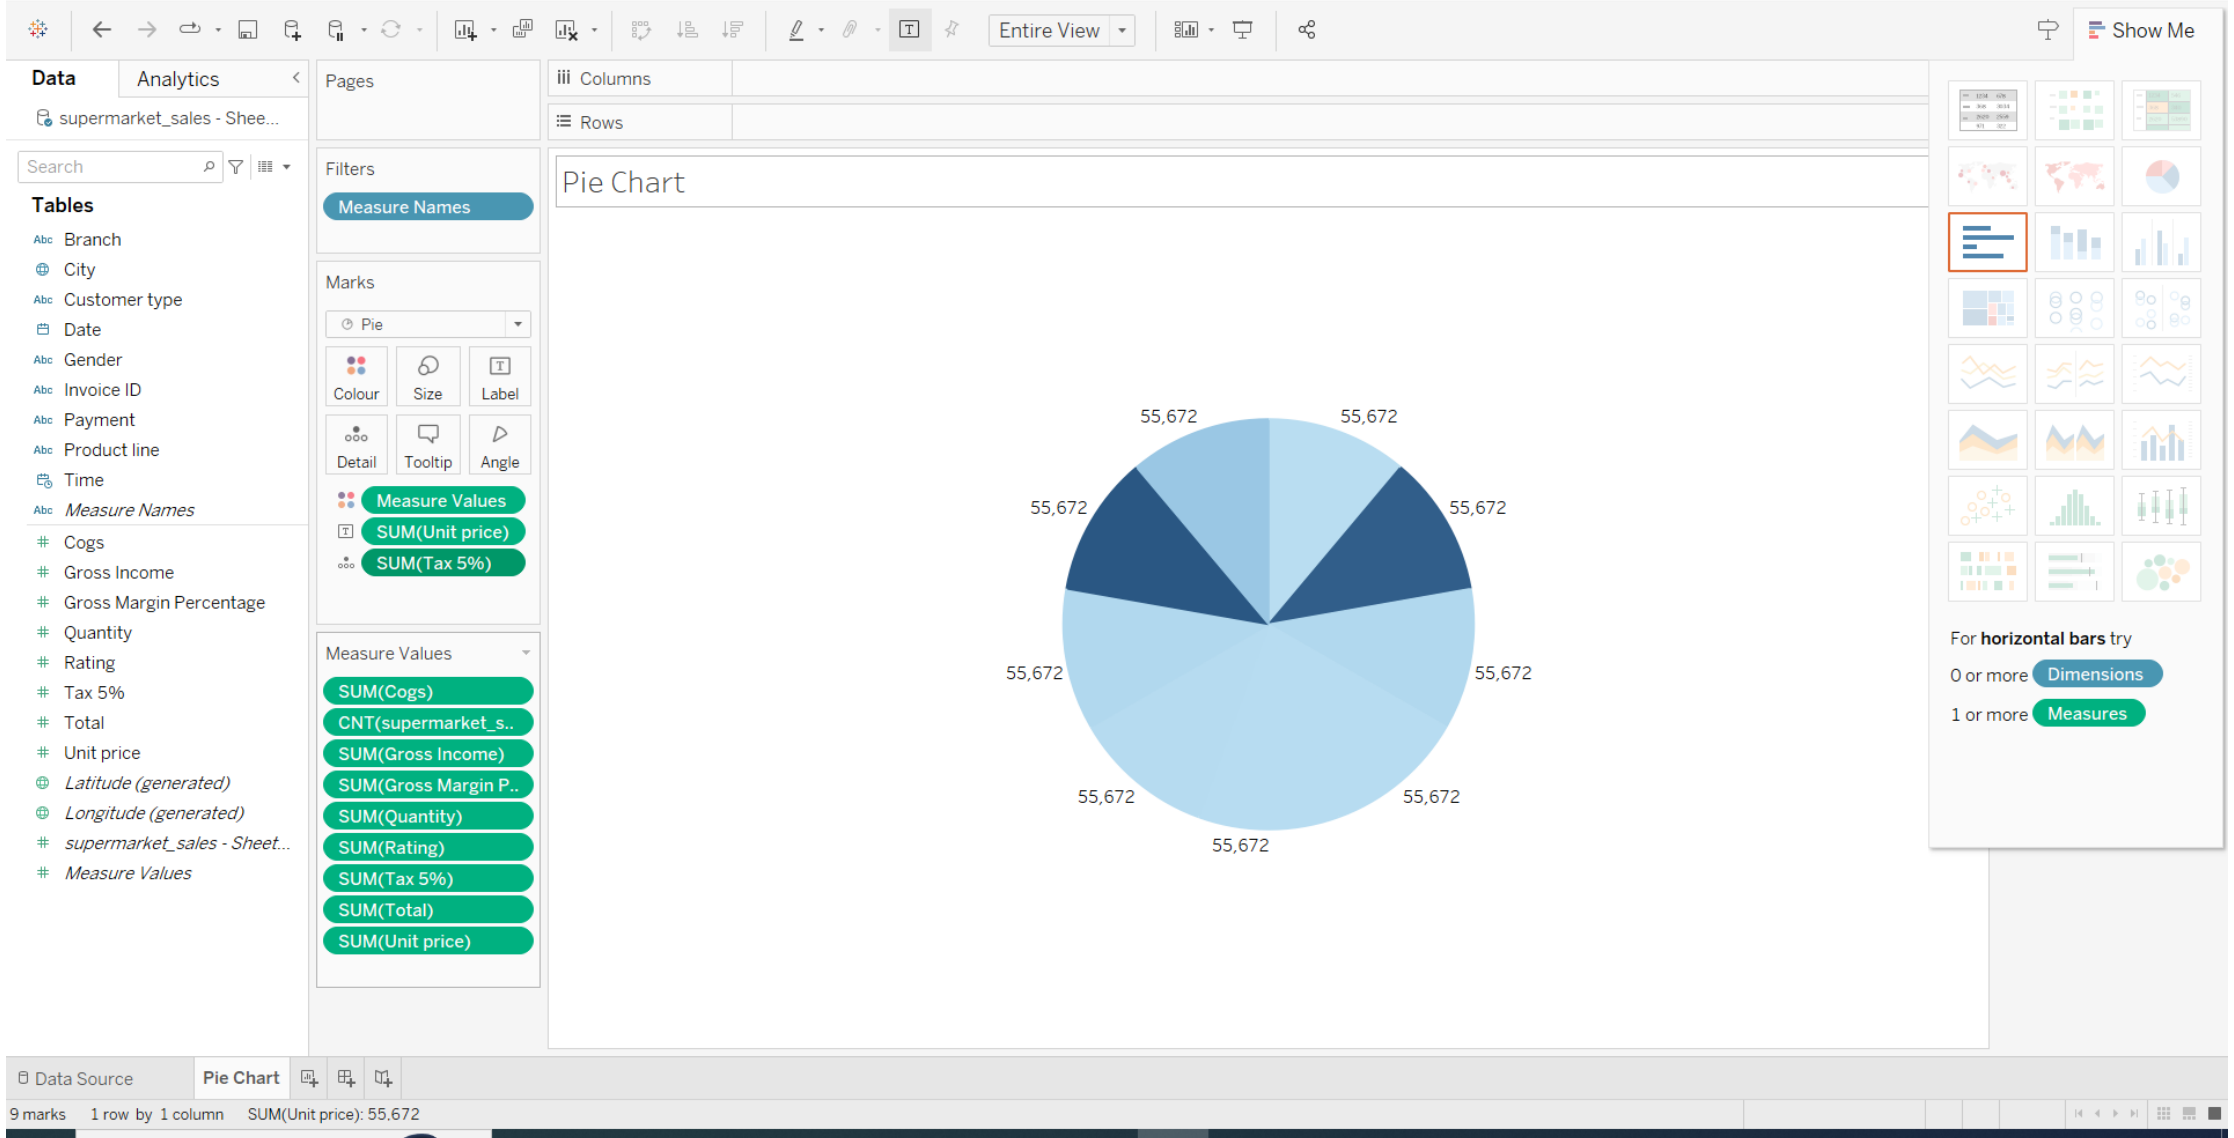 Entire View
Show Me
Data
Analytics
supermarket_sales - Shee...
Search
Tables
Abc Branch
City
Abc Customer type
Date
Abc Gender
Abc Invoice ID
Abc Payment
Abc Product line
Time
Abc Measure Names
# Cogs
# Gross Income
# Gross Margin Percentage
# Quantity
# Rating
# Tax 5%
# Total
# Unit price
Latitude (generated)
Longitude (generated)
# supermarket_sales - Sheet...
# Measure Values
Pages
Filters
Measure Names
Marks
Pie
Colour
Size
Label
Detail
Tooltip
Angle
Measure Values
SUM(Unit price)
SUM(Tax 5%)
Measure Values
SUM(Cogs)
CNT(supermarket_s..
SUM(Gross Income)
SUM(Gross Margin P..
SUM(Quantity)
SUM(Rating)
SUM(Tax 5%)
SUM(Total)
SUM(Unit price)
Columns
Rows
Pie Chart
55,672
55,672
55,672
55,672
55,672
55,672
55,672
55,672
55,672
For horizontal bars try
0 or more Dimensions
1 or more Measures
Data Source
Pie Chart
9 marks
1 row by 1 column
SUM(Unit price): 55,672